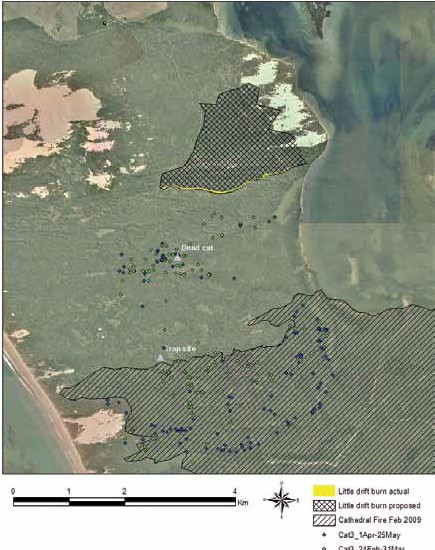 Dead cat
Trap site
0 1 2 4
Km
Little drift burn actual
Little drift burn proposed
Cathedral Fire Feb 2009
Cat3_1Apr-25May
Cat3_24Feb-31Mar